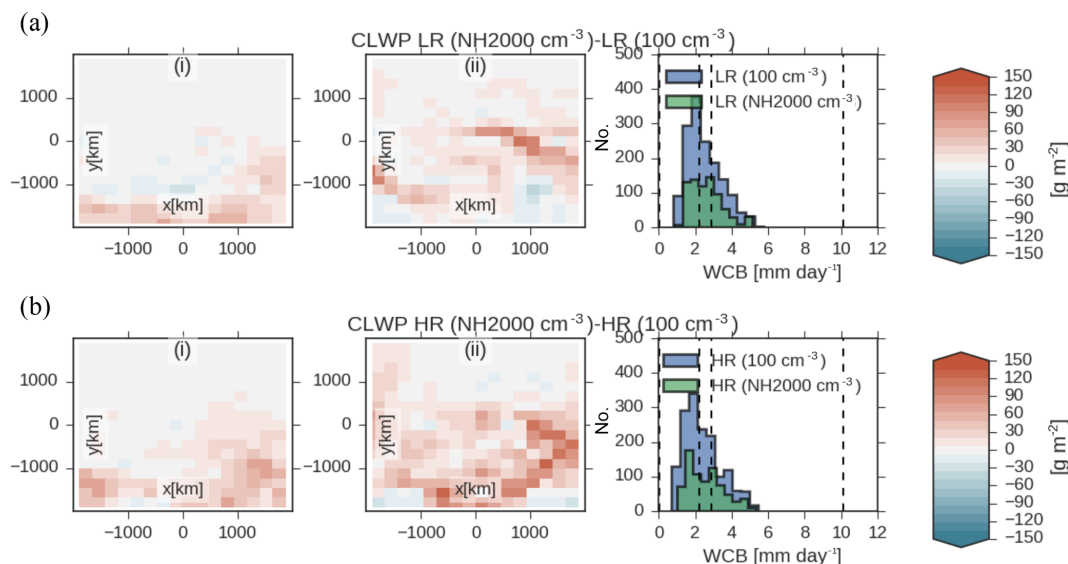 (a)
CLWP LR (NH2000 cm⁻³)-LR (100 cm⁻³)
(i)
1000
0
−1000
y[km]
x[km]
−1000 0 1000
(ii)
y[km]
x[km]
−1000 0 1000
500
400
300
200
100
0
No.
LR (100 cm⁻³)
LR (NH2000 cm⁻³)
0 2 4 6 8 10 12
WCB [mm day⁻¹]
150
120
90
60
30
0
−30
−60
−90
−120
−150
[g m⁻²]
(b)
CLWP HR (NH2000 cm⁻³)-HR (100 cm⁻³)
(i)
1000
0
−1000
y[km]
x[km]
−1000 0 1000
(ii)
y[km]
x[km]
−1000 0 1000
500
400
300
200
100
0
No.
HR (100 cm⁻³)
HR (NH2000 cm⁻³)
0 2 4 6 8 10 12
WCB [mm day⁻¹]
150
120
90
60
30
0
−30
−60
−90
−120
−150
[g m⁻²]